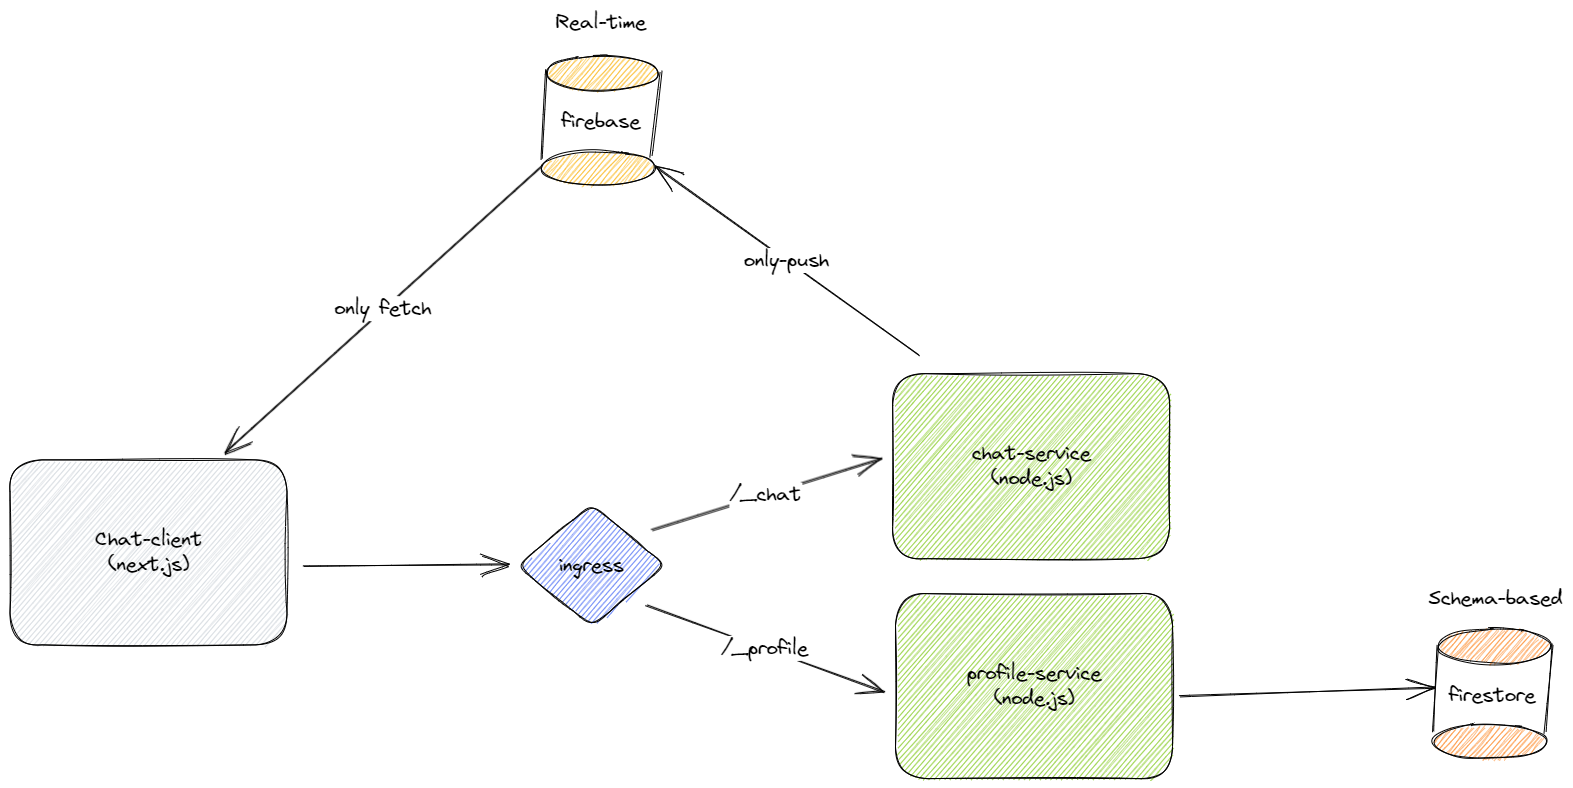 Real-time
firebase
only-push
only fetch
chat-service
(node.js)
/_chat
Chat-client
(next.js)
ingress
/_profile
profile-service
(node.js)
Schema-based
firestore